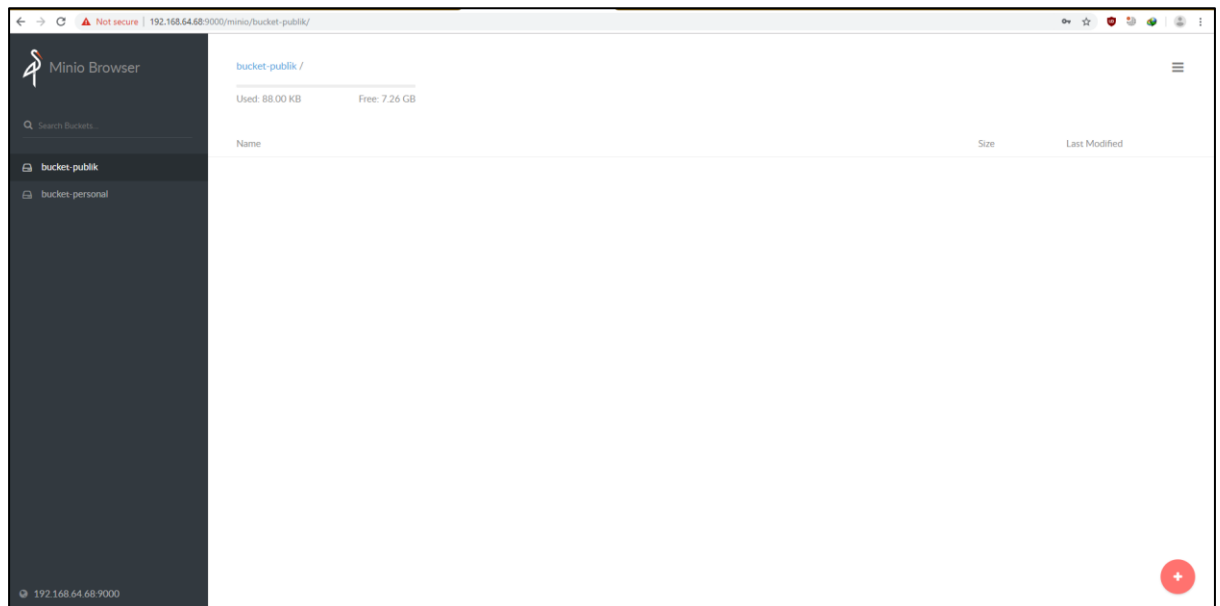 Not secure | 192.168.64.68:9000/minio/bucket-publik/
Minio Browser
Search Buckets...
bucket-publik
bucket-personal
192.168.64.68:9000
bucket-publik /
Used: 88.00 KB Free: 7.26 GB
Name Size Last Modified